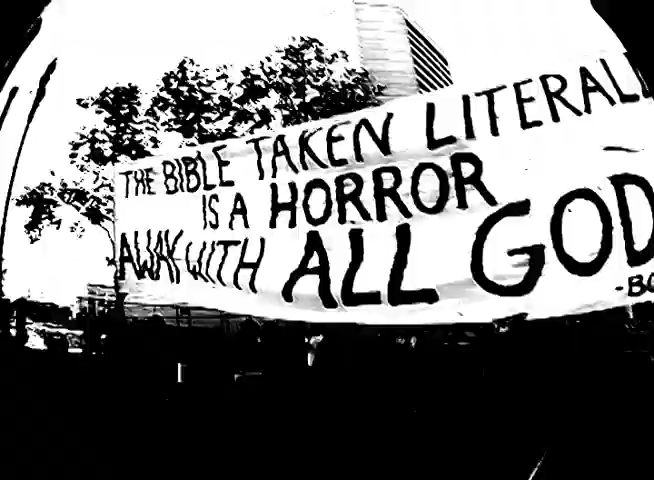 THE BIBLE TAKEN LITERAL
IS A HORROR
AWAY WITH ALL GOD